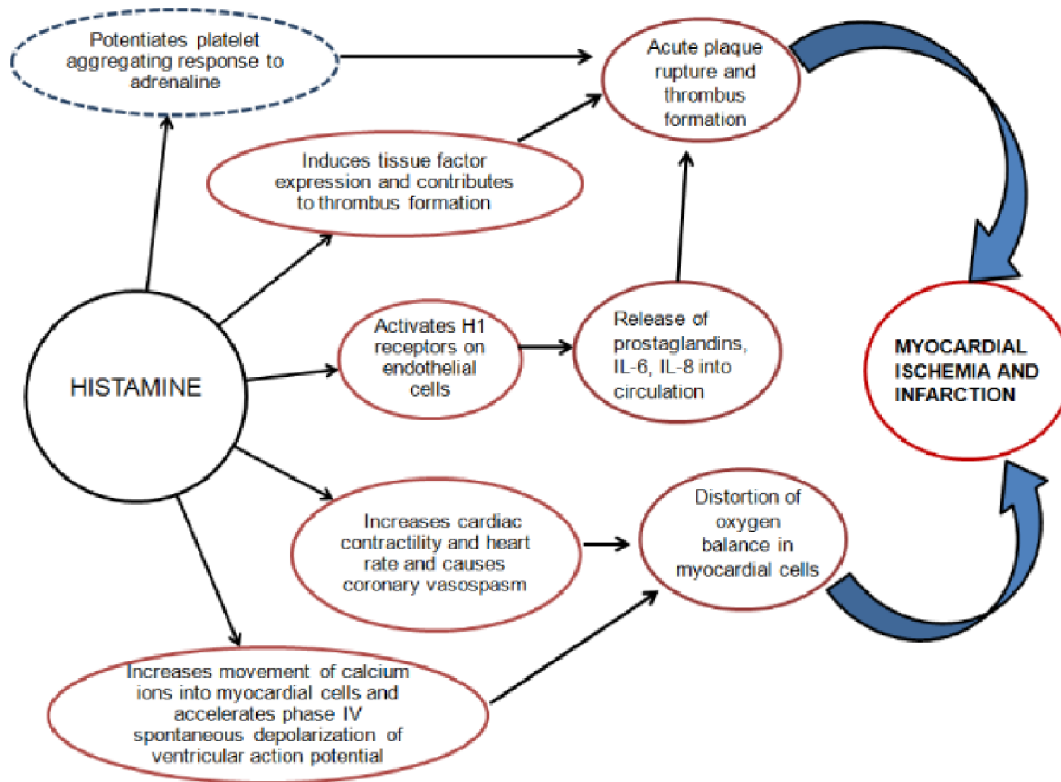 Potentiates platelet
aggregating response to
adrenaline
Acute plaque
rupture and
thrombus
formation
Induces tissue factor
expression and contributes
to thrombus formation
HISTAMINE
Activates H1
receptors on
endothelial
cells
Release of
prostaglandins,
IL-6, IL-8 into
circulation
MYOCARDIAL
ISCHEMIA AND
INFARCTION
Increases cardiac
contractility and heart
rate and causes
coronary vasospasm
Distortion of
oxygen
balance in
myocardial cells
Increases movement of calcium
ions into myocardial cells and
accelerates phase IV
spontaneous depolarization of
ventricular action potential